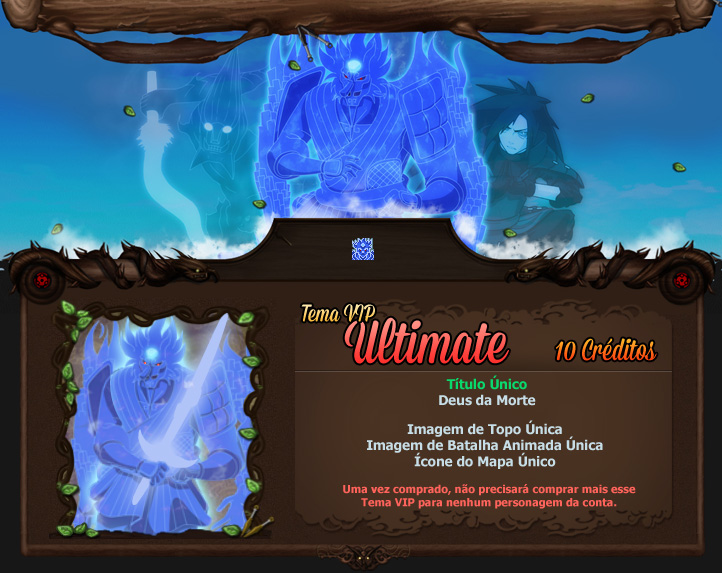 Tema VIP
Ultimate
10 Créditos
Título Único
Deus da Morte
Imagem de Topo Única
Imagem de Batalha Animada Única
Ícone do Mapa Único
Uma vez comprado, não precisará comprar mais esse
Tema VIP para nenhum personagem da conta.